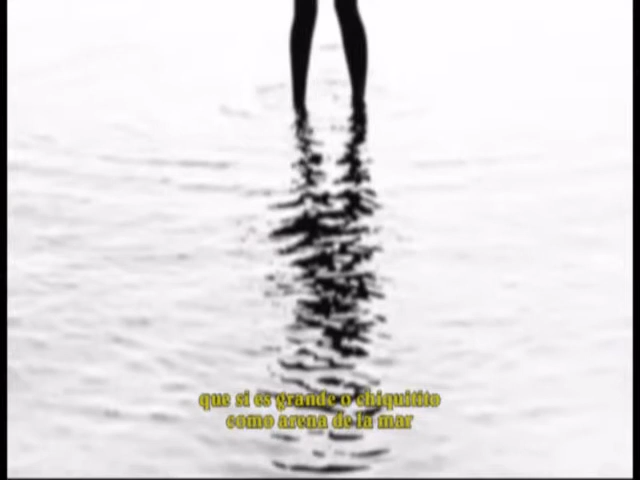 que si es grande o chiquitito
como arena de la mar